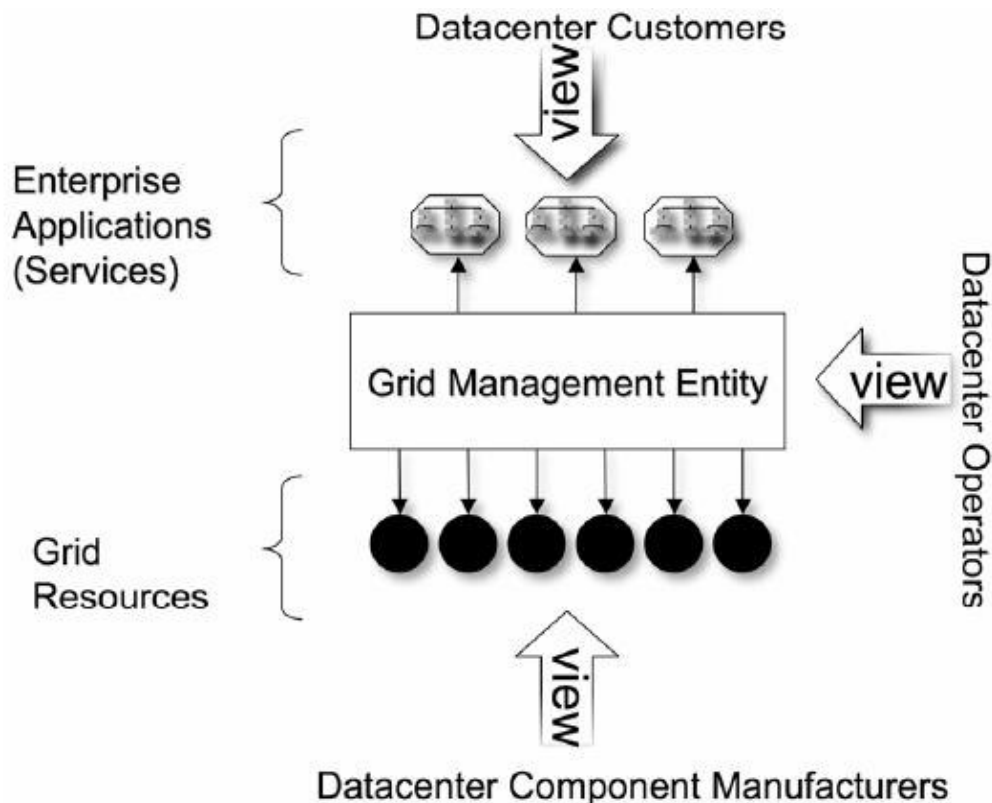 Datacenter Customers
view
Enterprise
Applications
(Services)
Grid Management Entity
view
Datacenter Operators
Grid
Resources
view
Datacenter Component Manufacturers